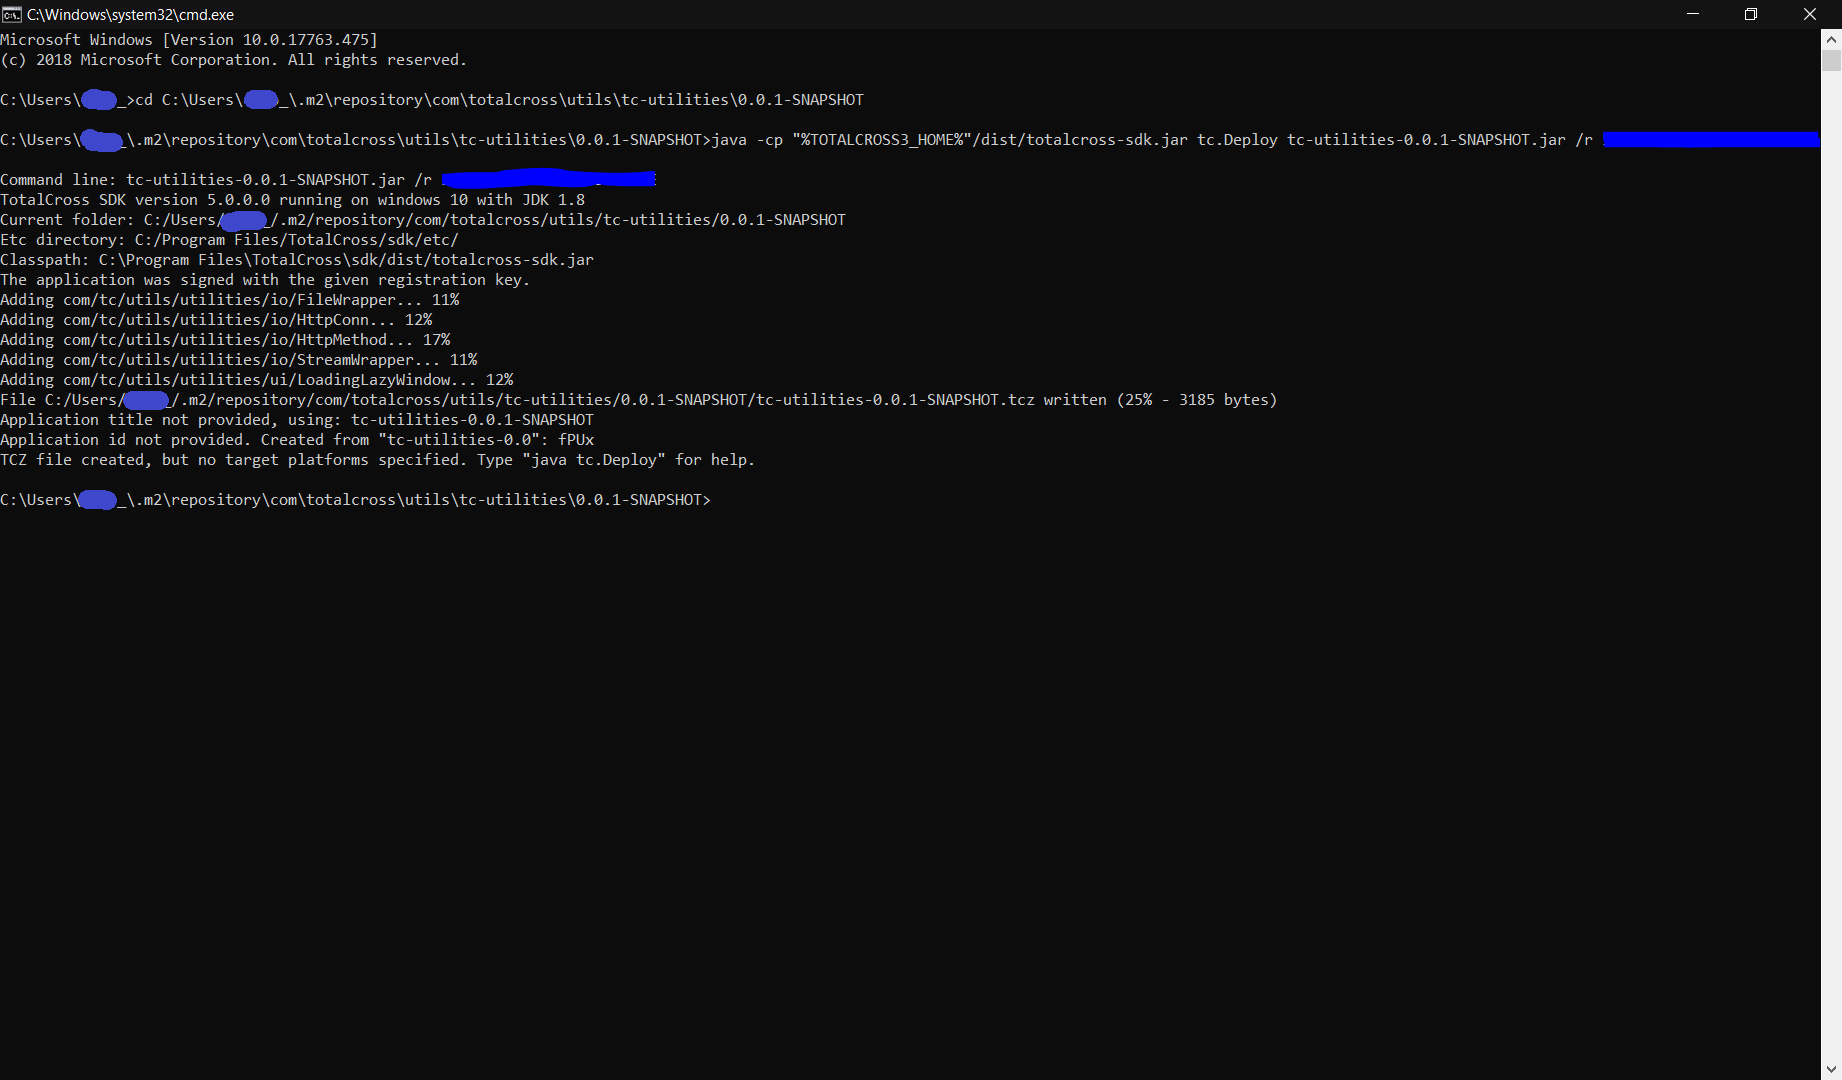 C:\Windows\system32\cmd.exe
Microsoft Windows [Version 10.0.17763.475]
(c) 2018 Microsoft Corporation. All rights reserved.
C:\Users\ _>cd C:\Users\ _\.m2\repository\com\totalcross\utils\tc-utilities\0.0.1-SNAPSHOT
C:\Users\ _\.m2\repository\com\totalcross\utils\tc-utilities\0.0.1-SNAPSHOT>java -cp "%TOTALCROSS3_HOME%"/dist/totalcross-sdk.jar tc.Deploy tc-utilities-0.0.1-SNAPSHOT.jar /r
Command line: tc-utilities-0.0.1-SNAPSHOT.jar /r
TotalCross SDK version 5.0.0.0 running on windows 10 with JDK 1.8
Current folder: C:/Users/ _/.m2/repository/com/totalcross/utils/tc-utilities/0.0.1-SNAPSHOT
Etc directory: C:/Program Files/TotalCross/sdk/etc/
Classpath: C:\Program Files\TotalCross\sdk/dist/totalcross-sdk.jar
The application was signed with the given registration key.
Adding com/tc/utils/utilities/io/FileWrapper... 11%
Adding com/tc/utils/utilities/io/HttpConn... 12%
Adding com/tc/utils/utilities/io/HttpMethod... 17%
Adding com/tc/utils/utilities/io/StreamWrapper... 11%
Adding com/tc/utils/utilities/ui/LoadingLazyWindow... 12%
File C:/Users/ _/.m2/repository/com/totalcross/utils/tc-utilities/0.0.1-SNAPSHOT/tc-utilities-0.0.1-SNAPSHOT.tcz written (25% - 3185 bytes)
Application title not provided, using: tc-utilities-0.0.1-SNAPSHOT
Application id not provided. Created from "tc-utilities-0.0": fPUx
TCZ file created, but no target platforms specified. Type "java tc.Deploy" for help.
C:\Users\ _\.m2\repository\com\totalcross\utils\tc-utilities\0.0.1-SNAPSHOT>